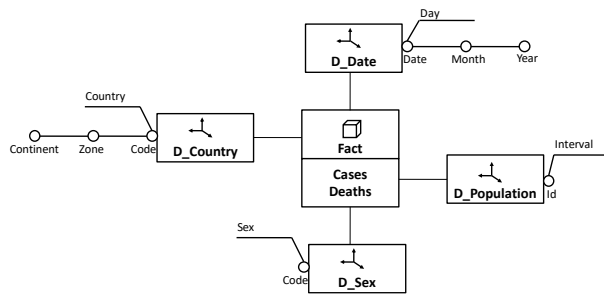 Day
D_Date
Date
Month
Year
Country
Continent
Zone
Code
D_Country
Fact
Cases
Deaths
Interval
D_Population
Id
Sex
Code
D_Sex